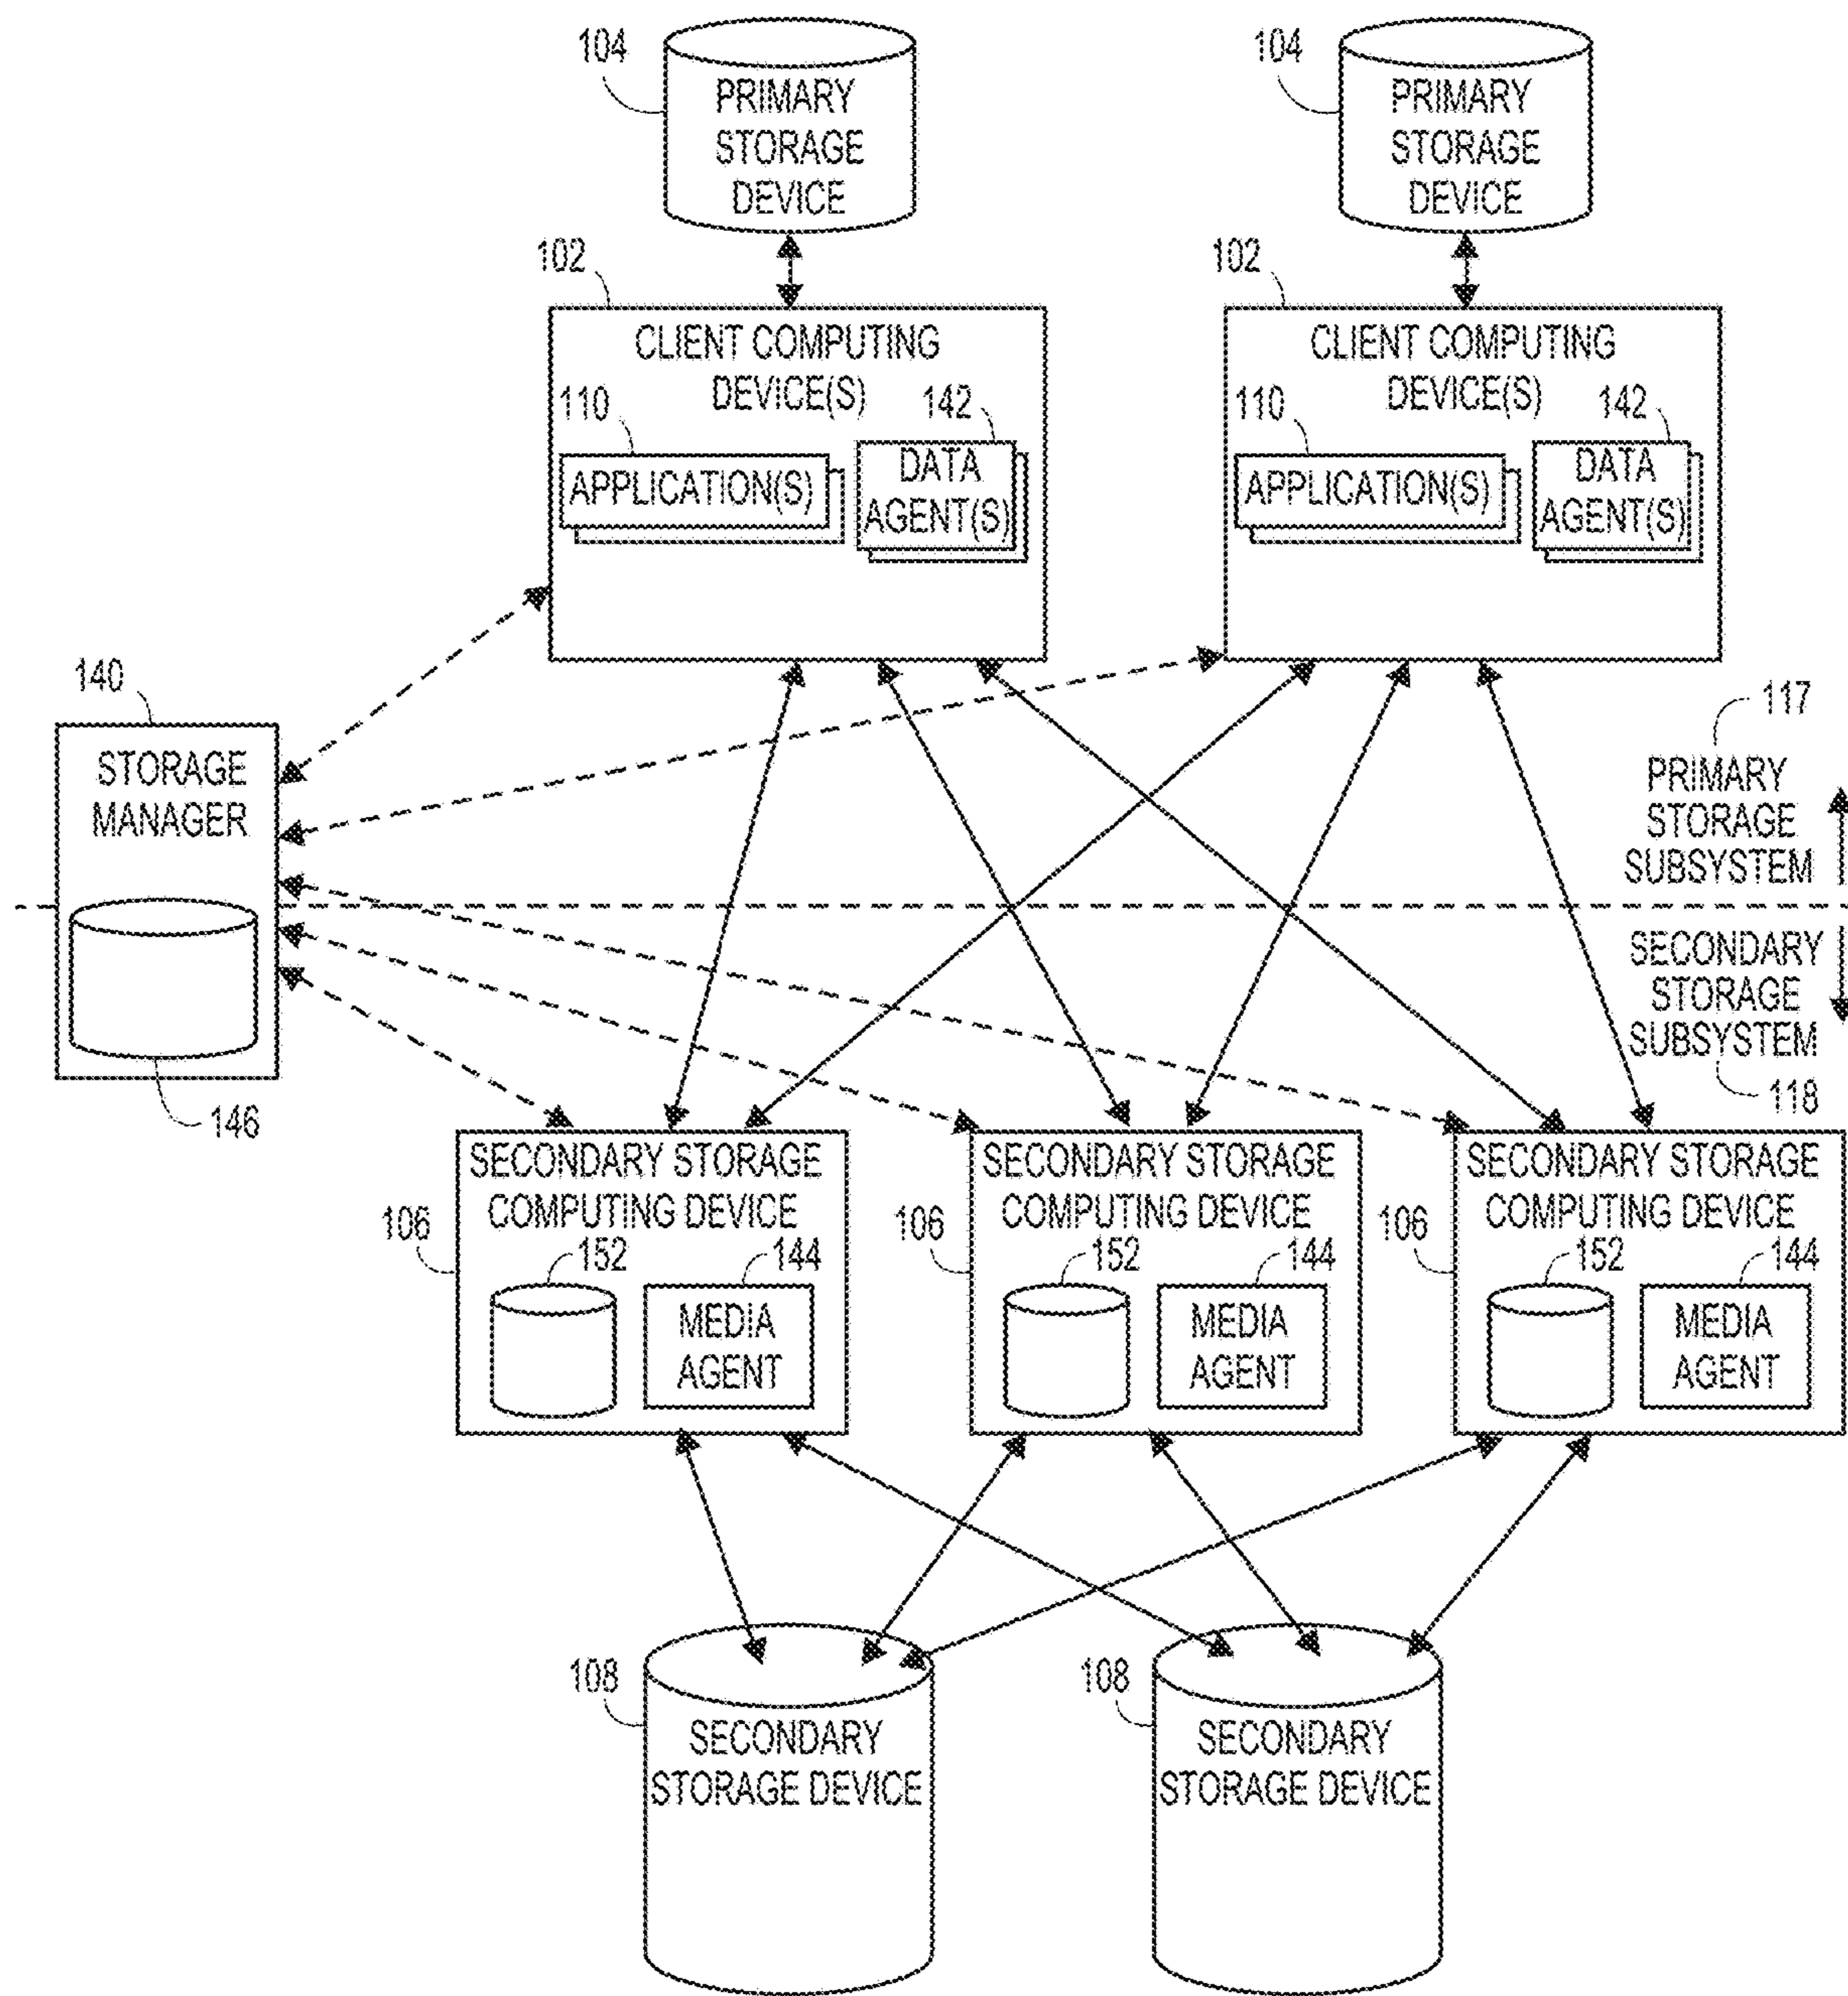 104
PRIMARY
STORAGE
DEVICE
104
PRIMARY
STORAGE
DEVICE
102
CLIENT COMPUTING
DEVICE(S)
110
142
APPLICATION(S)
DATA
AGENT(S)
102
CLIENT COMPUTING
DEVICE(S)
110
142
APPLICATION(S)
DATA
AGENT(S)
140
STORAGE
MANAGER
146
117
PRIMARY
STORAGE
SUBSYSTEM
SECONDARY
STORAGE
SUBSYSTEM
118
106
SECONDARY STORAGE
COMPUTING DEVICE
152
144
MEDIA
AGENT
106
SECONDARY STORAGE
COMPUTING DEVICE
152
144
MEDIA
AGENT
106
SECONDARY STORAGE
COMPUTING DEVICE
152
144
MEDIA
AGENT
108
SECONDARY
STORAGE DEVICE
108
SECONDARY
STORAGE DEVICE